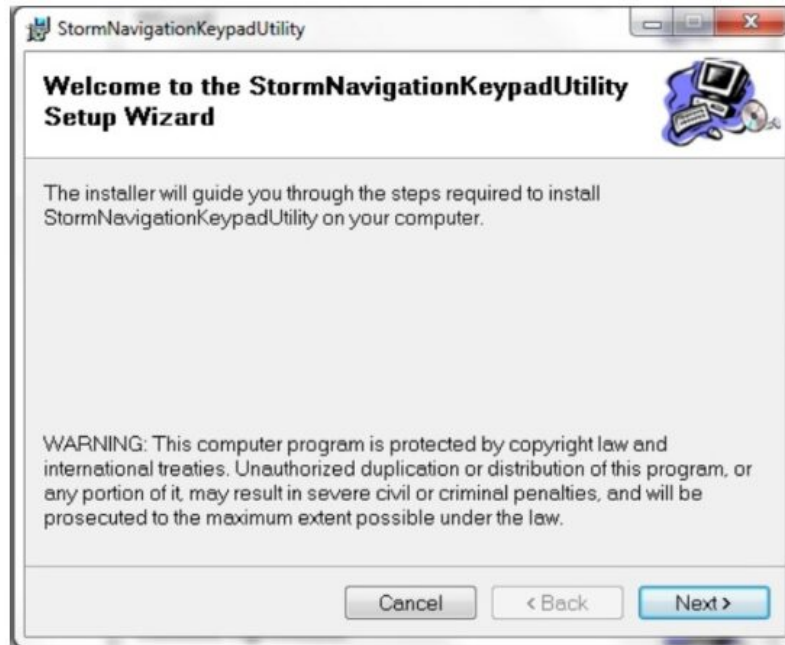 StormNavigationKeypadUtility
Welcome to the StormNavigationKeypadUtility
Setup Wizard
The installer will guide you through the steps required to install
StormNavigationKeypadUtility on your computer.
WARNING: This computer program is protected by copyright law and
international treaties. Unauthorized duplication or distribution of this program, or
any portion of it, may result in severe civil or criminal penalties, and will be
prosecuted to the maximum extent possible under the law.
Cancel < Back Next >